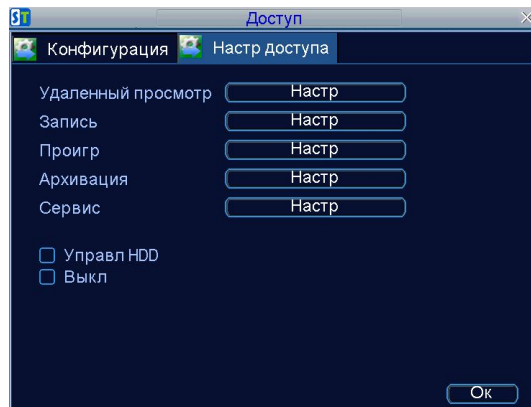 ST Доступ
Конфигурация Настр доступа
Удаленный просмотр Настр
Запись Настр
Проигр Настр
Архивация Настр
Сервис Настр
Управл HDD
Выкл
Ок